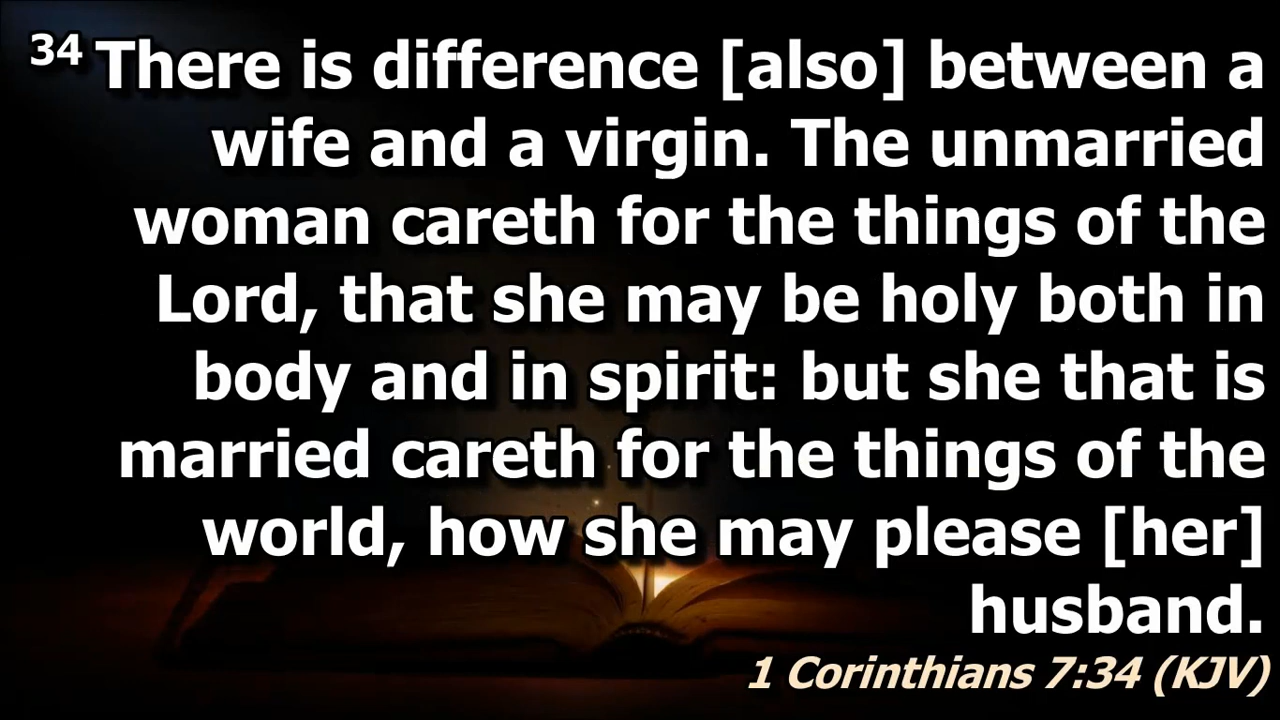 34 There is difference [also] between a
wife and a virgin. The unmarried
woman careth for the things of the
Lord, that she may be holy both in
body and in spirit: but she that is
married careth for the things of the
world, how she may please [her]
husband.
1 Corinthians 7:34 (KJV)